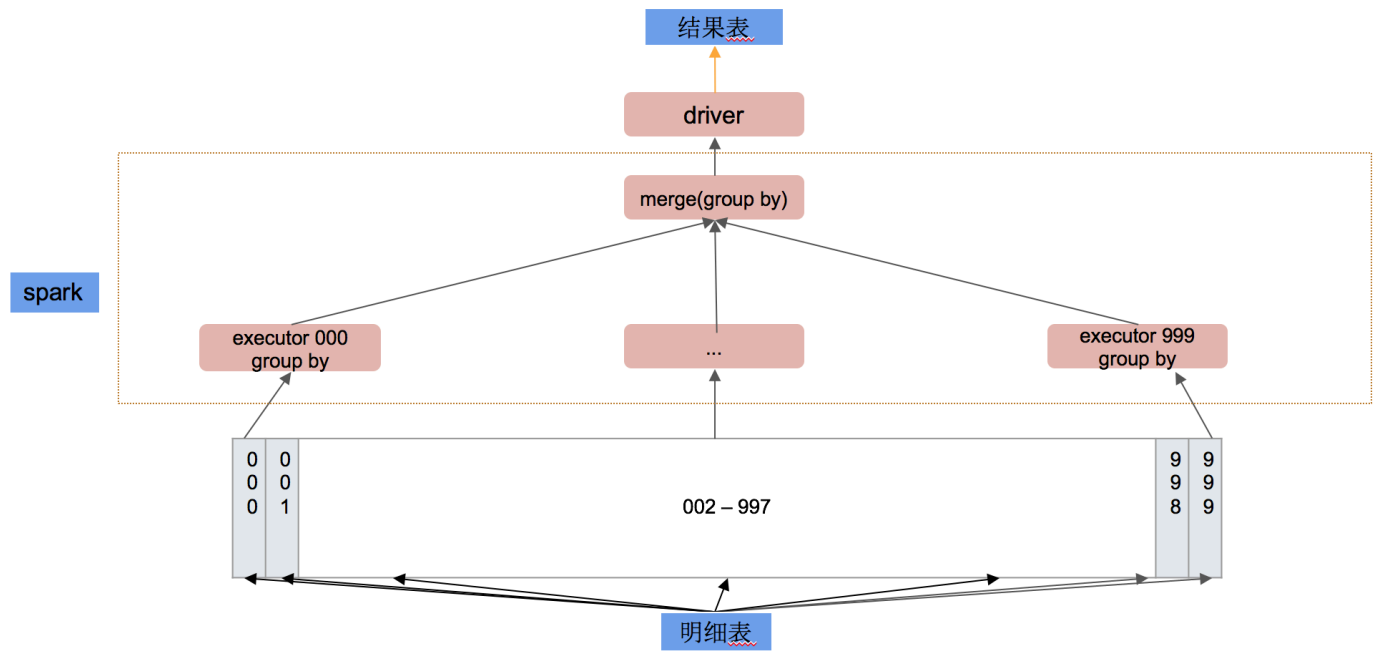 结果表
driver
merge(group by)
spark
executor 000
group by
...
executor 999
group by
0
0
0
0
0
1
002 – 997
9
9
8
9
9
9
明细表